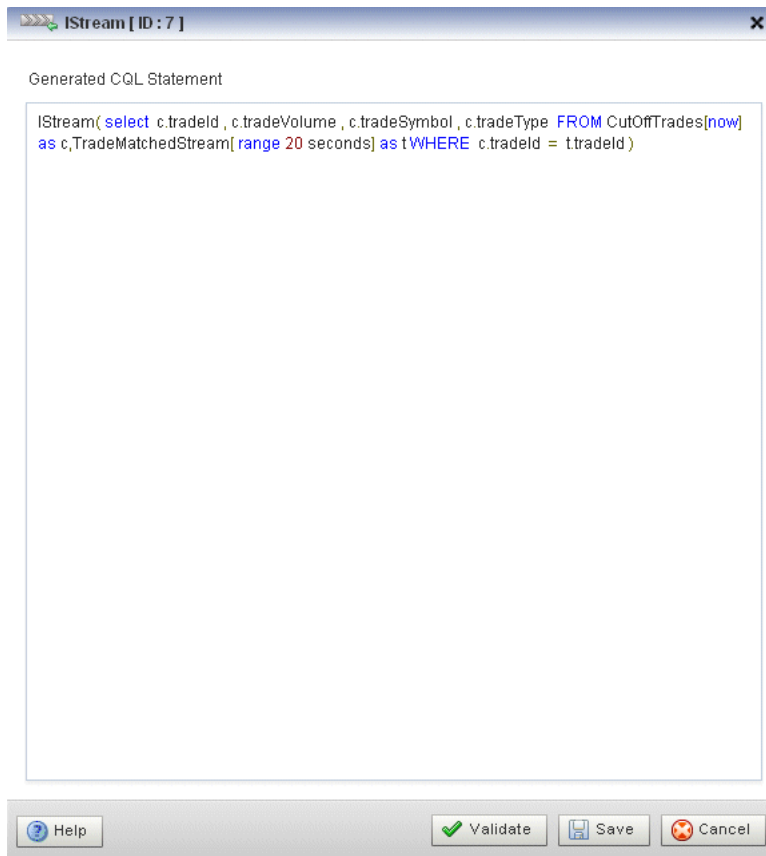 IStream [ ID : 7 ]
Generated CQL Statement
IStream( select c.tradeId , c.tradeVolume , c.tradeSymbol , c.tradeType FROM CutOffTrades[now]
as c,TradeMatchedStream[ range 20 seconds] as t WHERE c.tradeId = t.tradeId )
Help
Validate
Save
Cancel